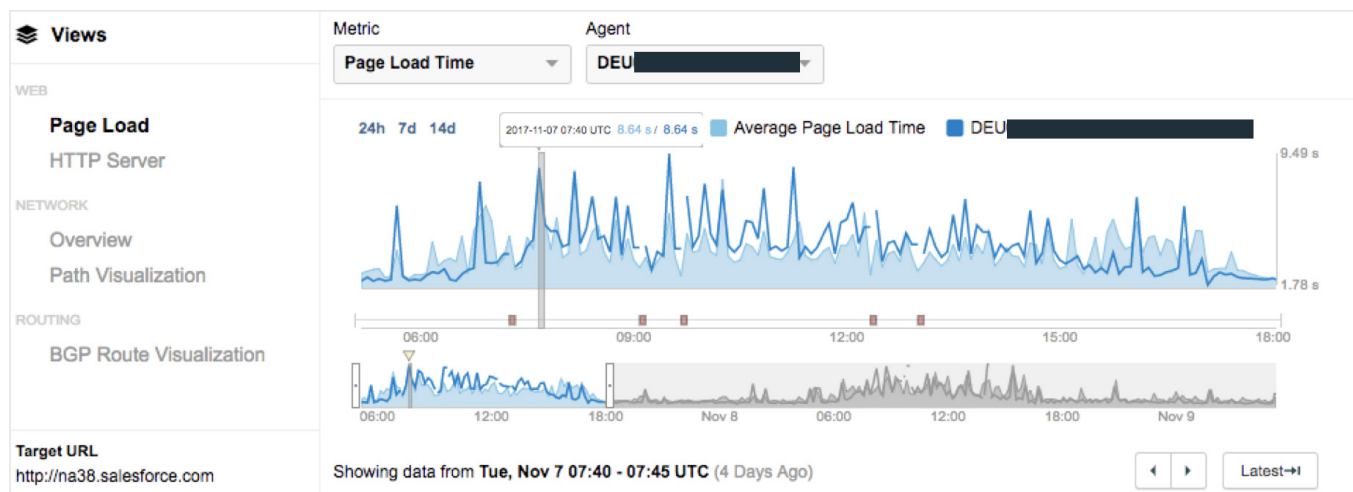 Views
WEB
Page Load
HTTP Server
NETWORK
Overview
Path Visualization
ROUTING
BGP Route Visualization
Target URL
http://na38.salesforce.com
Metric
Page Load Time
Agent
DEU
24h 7d 14d
2017-11-07 07:40 UTC 8.64 s / 8.64 s
Average Page Load Time
DEU
9.49 s
1.78 s
06:00 09:00 12:00 15:00 18:00
06:00 12:00 18:00 Nov 8 06:00 12:00 18:00 Nov 9
Showing data from Tue, Nov 7 07:40 - 07:45 UTC (4 Days Ago)
Latest